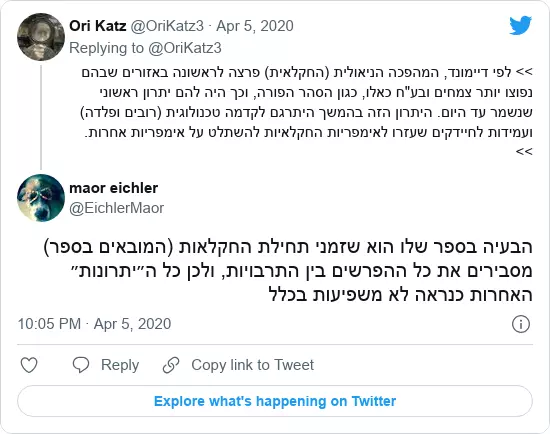 Ori Katz @OriKatz3 · Apr 5, 2020
Replying to @OriKatz3
>> לפי דיימונד, המהפכה הניאולית (החקלאית) פרצה לראשונה באזורים שבהם
נפוצו יותר צמחים ובע"ח כאלו, כגון הסהר הפורה, וכך היה להם יתרון ראשוני
שנשמר עד היום. היתרון הזה בהמשך היתרגם לקדמה טכנולוגית (רובים ופלדה)
ועמידות לחיידקים שעזרו לאימפריות החקלאיות להשתלט על אימפריות אחרות.
>>
maor eichler
@EichlerMaor
הבעיה בספר שלו הוא שזמני תחילת החקלאות (המובאים בספר)
מסבירים את כל ההפרשים בין התרבויות, ולכן כל ה״יתרונות״
האחרות כנראה לא משפיעות בכלל
10:05 PM · Apr 5, 2020
Reply
Copy link to Tweet
Explore what's happening on Twitter